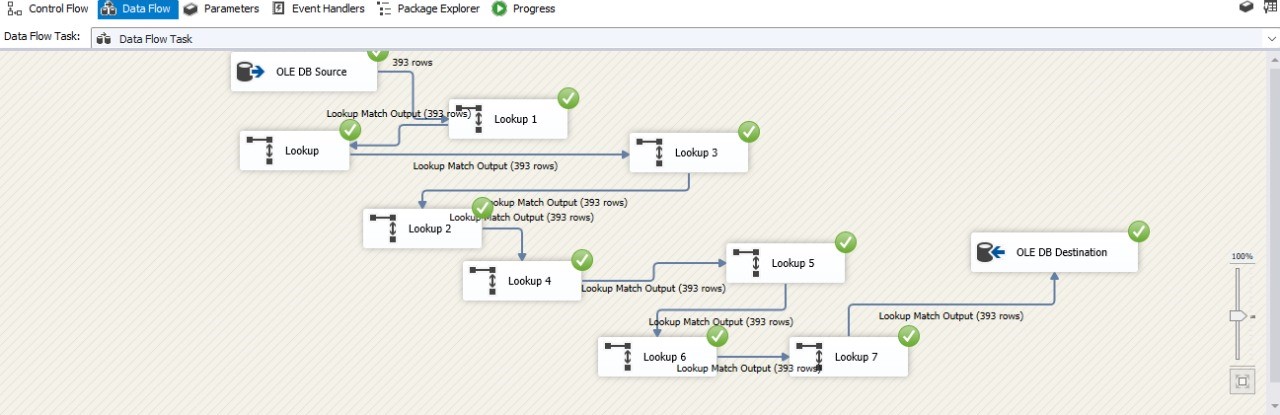 Control Flow Data Flow Parameters Event Handlers Package Explorer Progress
Data Flow Task: Data Flow Task
OLE DB Source
393 rows
Lookup Match Output (393 rows)
Lookup 1
Lookup
Lookup Match Output (393 rows)
Lookup 3
Lookup Match Output (393 rows)
Lookup Match Output (393 rows)
Lookup 2
Lookup 4
Lookup Match Output (393 rows)
Lookup 5
OLE DB Destination
100%
Lookup Match Output (393 rows)
Lookup Match Output (393 rows)
Lookup 6
Lookup Match Output (393 rows)
Lookup 7